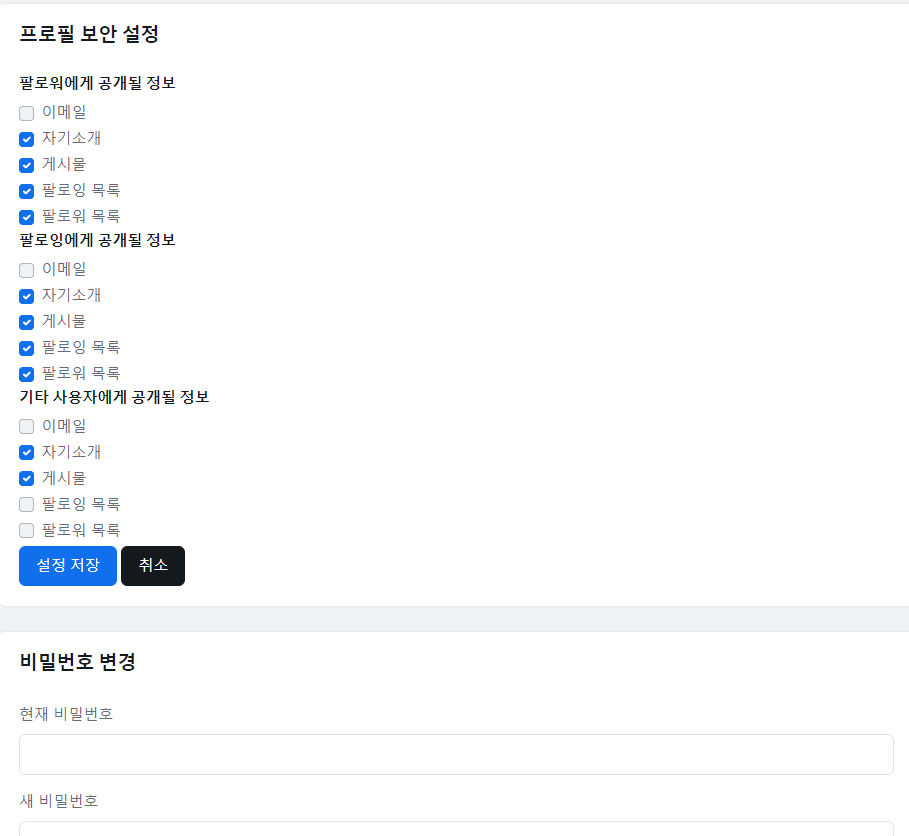 프로필 보안 설정
팔로워에게 공개될 정보
이메일
자기소개
게시물
팔로잉 목록
팔로워 목록
팔로잉에게 공개될 정보
이메일
자기소개
게시물
팔로잉 목록
팔로워 목록
기타 사용자에게 공개될 정보
이메일
자기소개
게시물
팔로잉 목록
팔로워 목록
설정 저장 취소
비밀번호 변경
현재 비밀번호
새 비밀번호